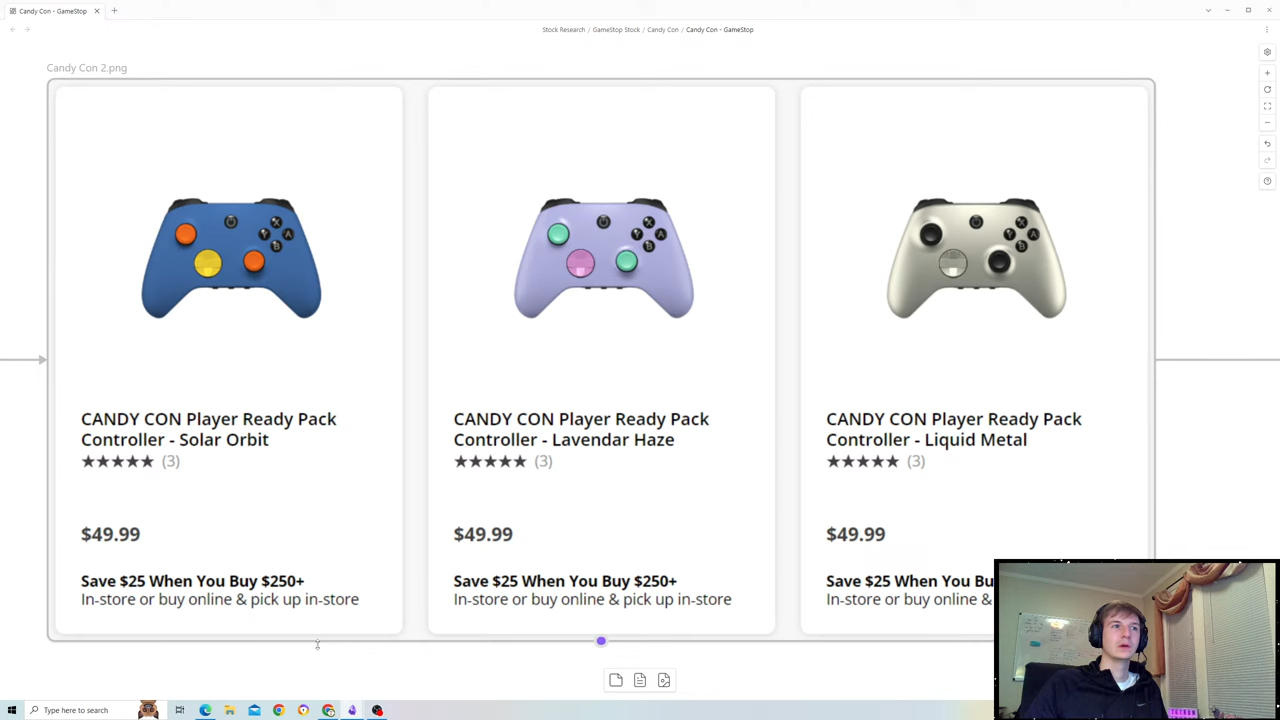 Candy Con - GameStop
Stock Research / GameStop Stock / Candy Con / Candy Con - GameStop
Candy Con 2.png
X
Y
A
B
X
Y
A
B
X
Y
A
B
CANDY CON Player Ready Pack
Controller - Solar Orbit
★★★★★ (3)
$49.99
Save $25 When You Buy $250+
In-store or buy online & pick up in-store
CANDY CON Player Ready Pack
Controller - Lavendar Haze
★★★★★ (3)
$49.99
Save $25 When You Buy $250+
In-store or buy online & pick up in-store
CANDY CON Player Ready Pack
Controller - Liquid Metal
★★★★★ (3)
$49.99
Save $25 When You Bu
In-store or buy online &
Type here to search